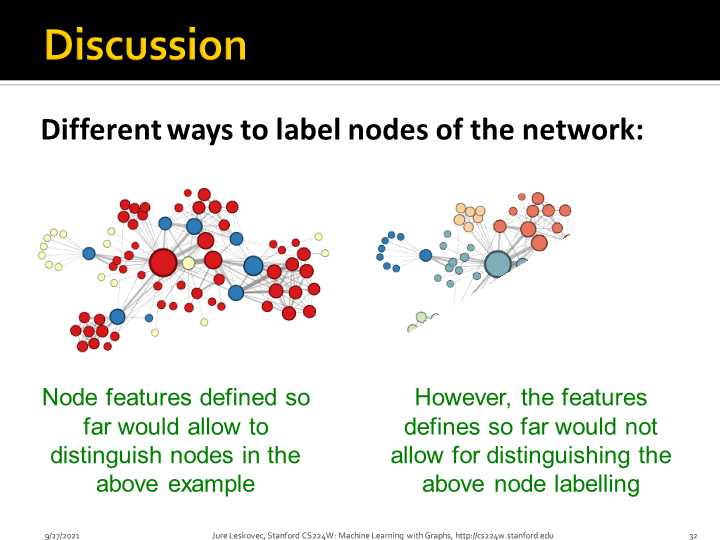 Discussion
Different ways to label nodes of the network:
Node features defined so
far would allow to
distinguish nodes in the
above example
However, the features
defines so far would not
allow for distinguishing the
above node labelling
9/27/2021
Jure Leskovec, Stanford CS224W: Machine Learning with Graphs, http://cs224w.stanford.edu
32